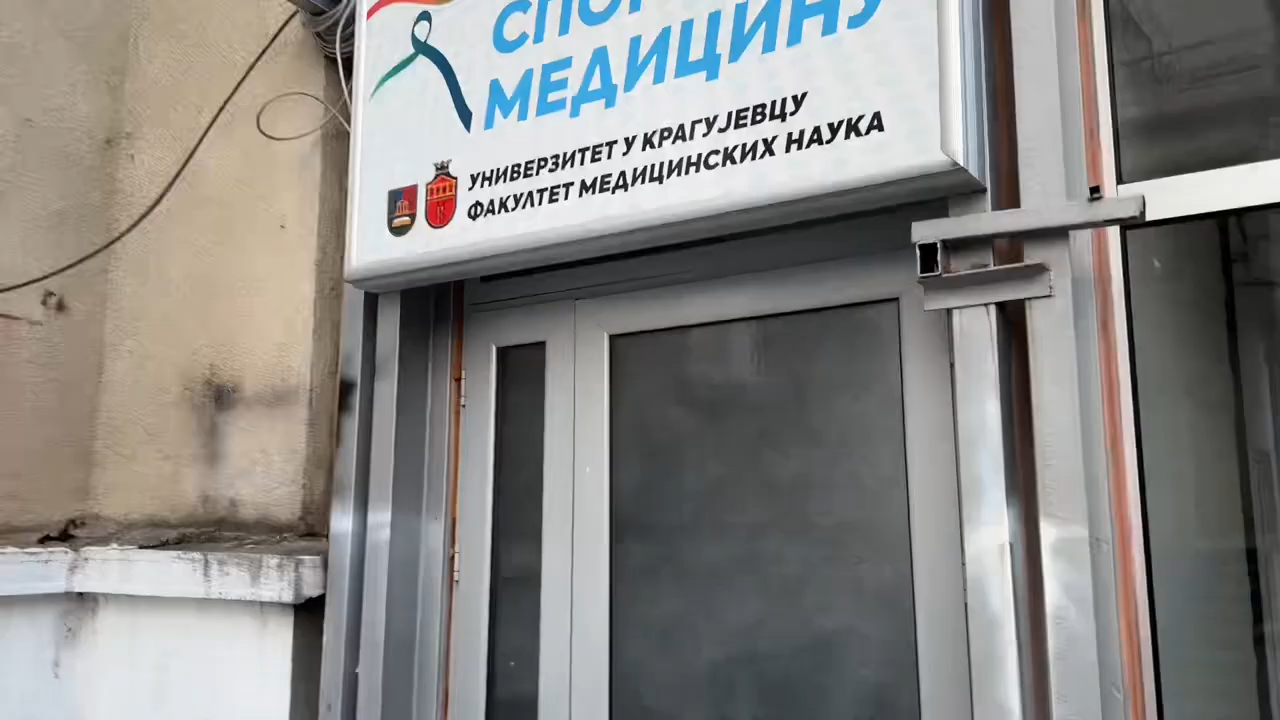 МЕДИЦИНУ
УНИВЕРЗИТЕТ У КРАГУЈЕВЦУ
ФАКУЛТЕТ МЕДИЦИНСКИХ НАУКА